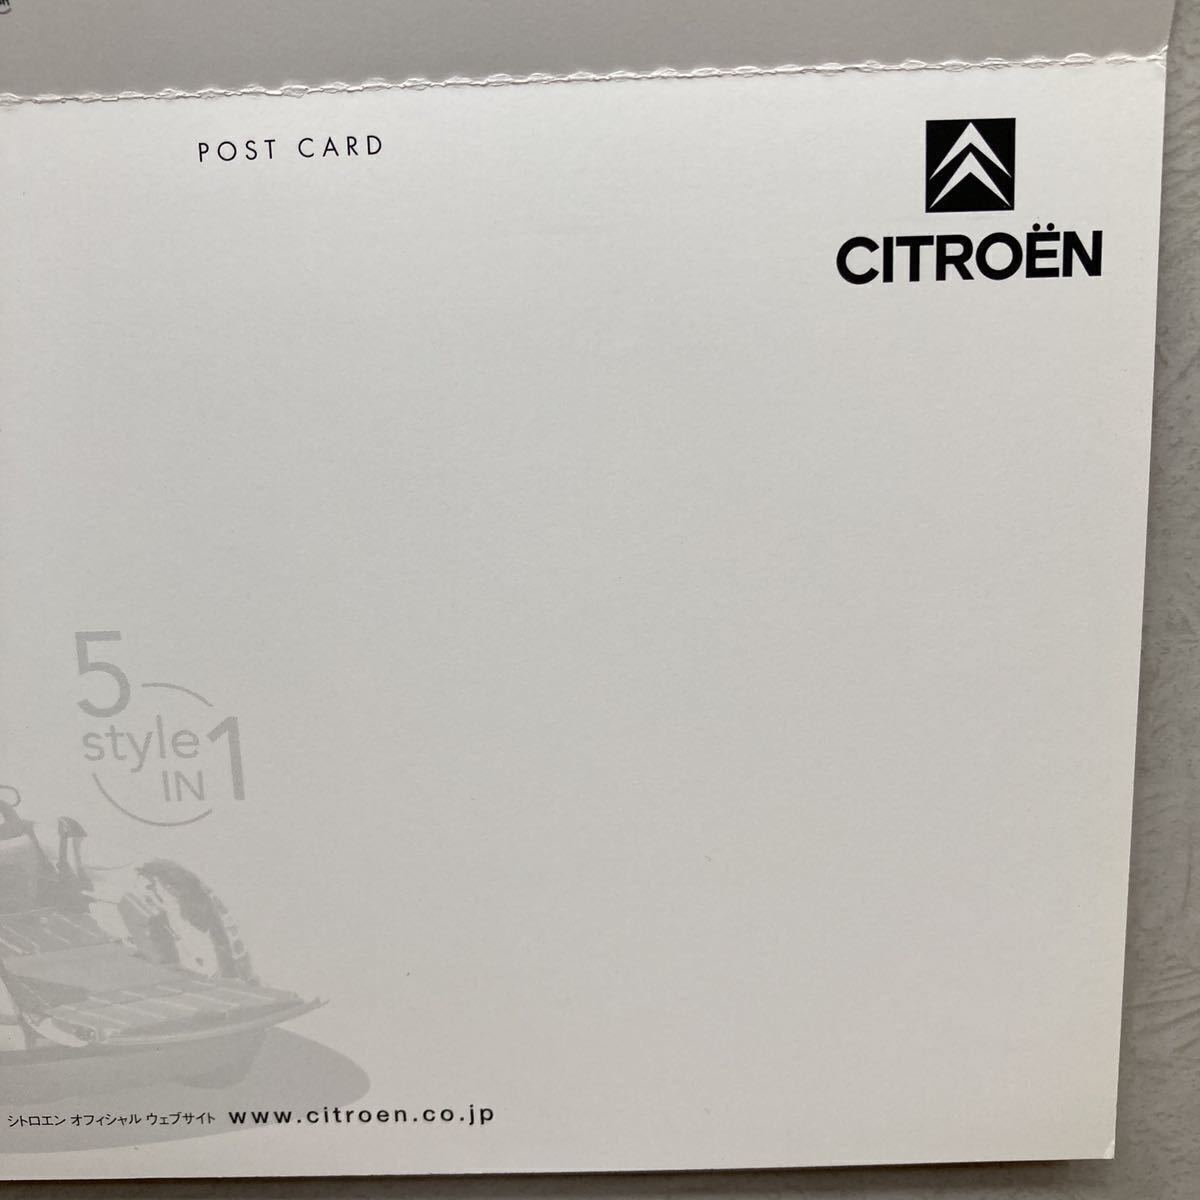 POST CARD
CITROËN
5
style 1
IN
シトロエン オフィシャル ウェブサイト www.citroen.co.jp